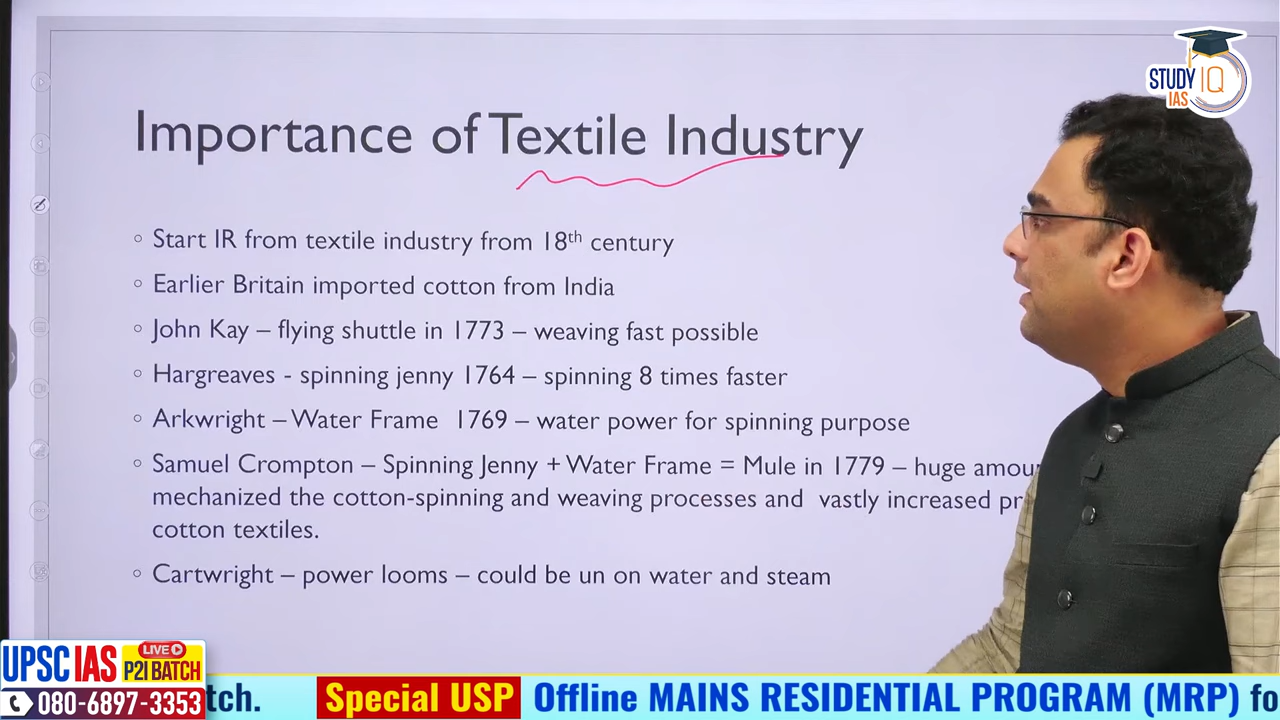 STUDY IQ
IAS
Importance of Textile Industry
◦ Start IR from textile industry from 18th century
◦ Earlier Britain imported cotton from India
◦ John Kay – flying shuttle in 1773 – weaving fast possible
◦ Hargreaves - spinning jenny 1764 – spinning 8 times faster
◦ Arkwright – Water Frame 1769 – water power for spinning purpose
◦ Samuel Crompton – Spinning Jenny + Water Frame = Mule in 1779 – huge
mechanized the cotton-spinning and weaving processes and vastly increased
cotton textiles.
◦ Cartwright – power looms – could be un on water and steam
UPSC IAS LIVE
P2I BATCH
080-6897-3353
tch. Special USP Offline MAINS RESIDENTIAL PROGRAM (MRP) fo